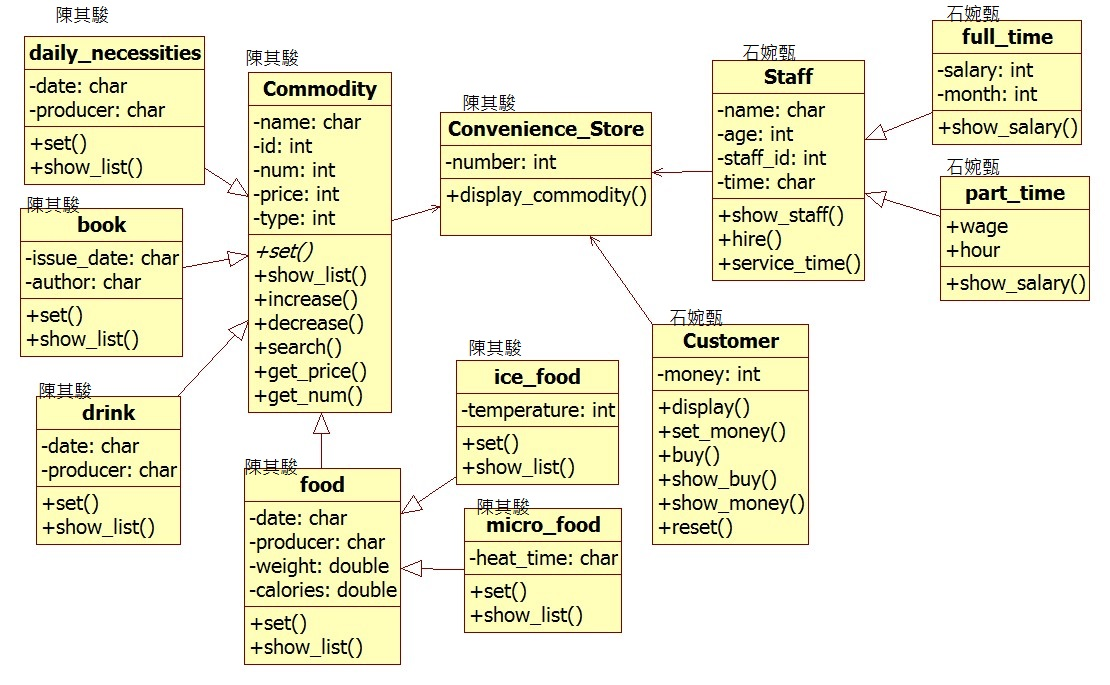 陳其駿
daily_necessities
-date: char
-producer: char
+set()
+show_list()
陳其駿
book
-issue_date: char
-author: char
+set()
+show_list()
陳其駿
drink
-date: char
-producer: char
+set()
+show_list()
陳其駿
Commodity
-name: char
-id: int
-num: int
-price: int
-type: int
+set()
+show_list()
+increase()
+decrease()
+search()
+get_price()
+get_num()
陳其駿
food
-date: char
-producer: char
-weight: double
-calories: double
+set()
+show_list()
陳其駿
Convenience_Store
-number: int
+display_commodity()
陳其駿
ice_food
-temperature: int
+set()
+show_list()
陳其駿
micro_food
-heat_time: char
+set()
+show_list()
石婉甄
Staff
-name: char
-age: int
-staff_id: int
-time: char
+show_staff()
+hire()
+service_time()
石婉甄
Customer
-money: int
+display()
+set_money()
+buy()
+show_buy()
+show_money()
+reset()
石婉甄
full_time
-salary: int
-month: int
+show_salary()
石婉甄
part_time
+wage
+hour
+show_salary()